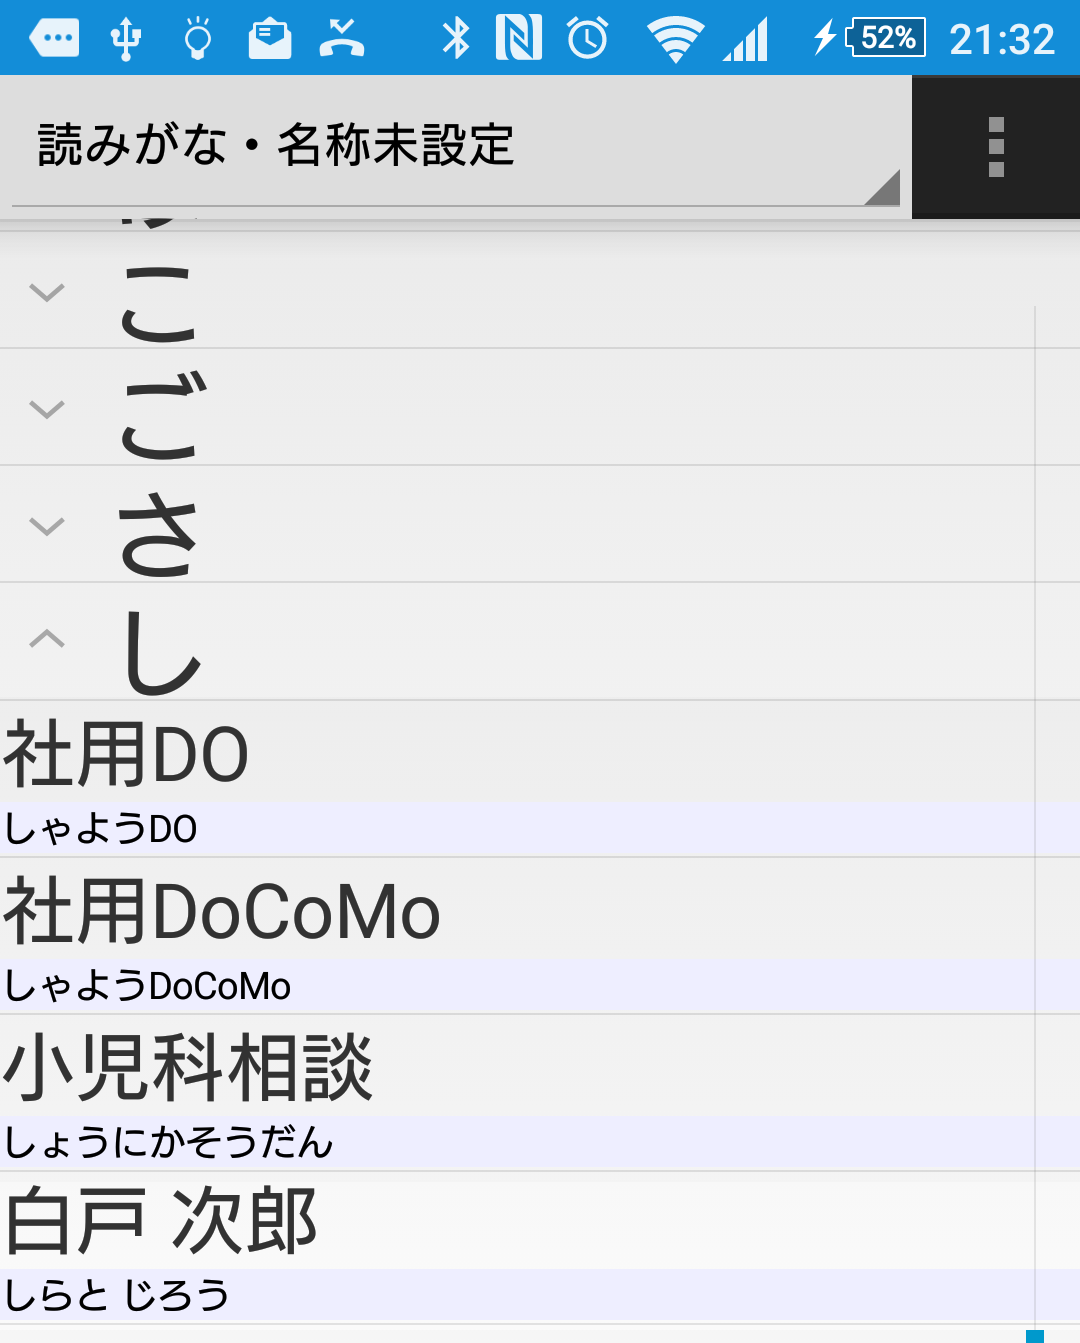 52% 21:32
読みがな・名称未設定
こ
ご
さ
し
社用DO
しゃようDO
社用DoCoMo
しゃようDoCoMo
小児科相談
しょうにかそうだん
白戸 次郎
しらと じろう